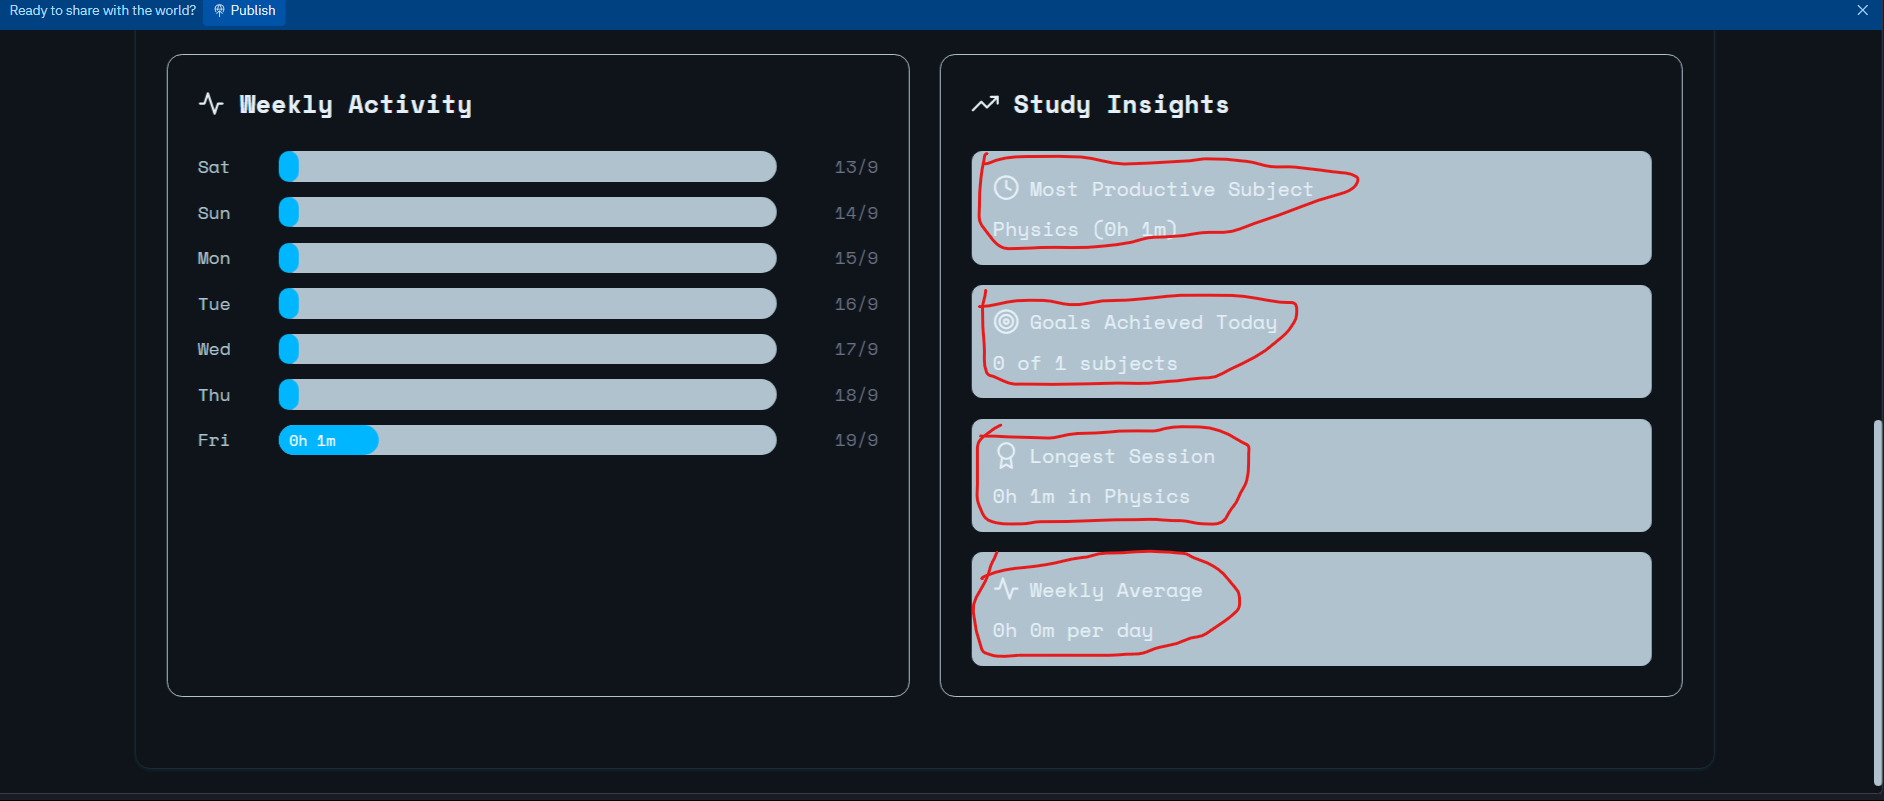 Ready to share with the world? Publish
Weekly Activity
Sat 13/9
Sun 14/9
Mon 15/9
Tue 16/9
Wed 17/9
Thu 18/9
Fri 0h 1m 19/9
Study Insights
Most Productive Subject
Physics (0h 1m)
Goals Achieved Today
0 of 1 subjects
Longest Session
0h 1m in Physics
Weekly Average
0h 0m per day